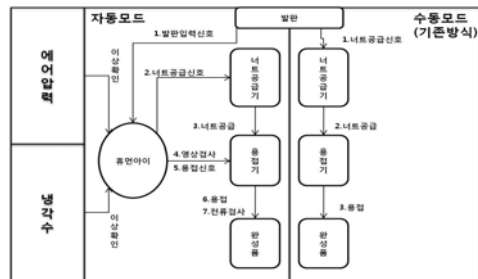 자동모드
발판
수동모드
(기존방식)
에어압력
이상확인
1.발판입력신호
1.너트공급신호
2.너트공급신호
너트공급기
너트공급기
3.너트공급
2.너트공급
휴먼아이
4.영상검사
5.용접신호
용접기
용접기
냉각수
이상확인
6.용접
7.전류검사
3.용접
완성품
완성품